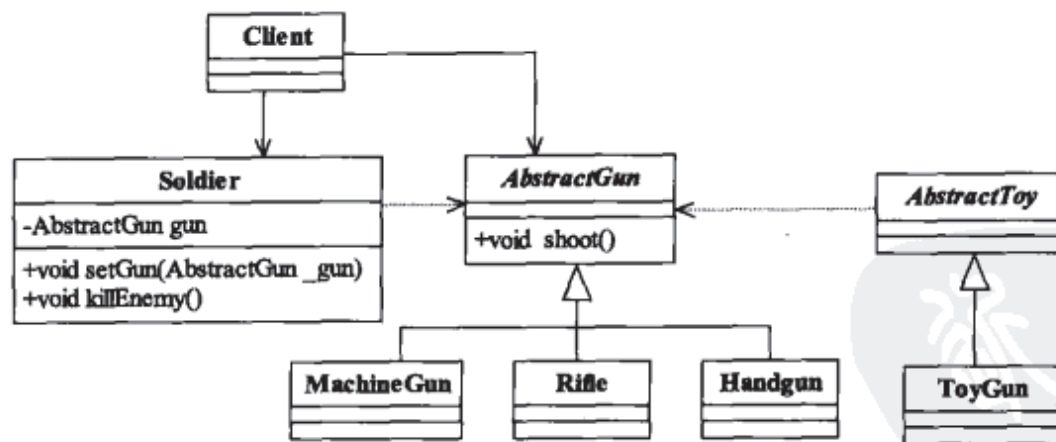 Client
Soldier
-AbstractGun gun
+void setGun(AbstractGun _gun)
+void killEnemy()
AbstractGun
+void shoot()
AbstractToy
MachineGun
Rifle
Handgun
ToyGun